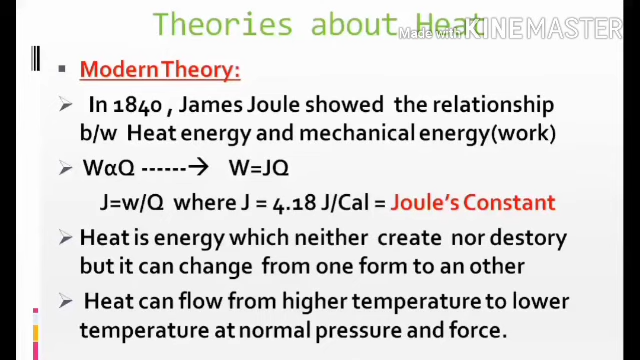 Theories about Heat
Made with KINEMASTER
Modern Theory:
In 1840 , James Joule showed the relationship
b/w Heat energy and mechanical energy(work)
WαQ ------→ W=JQ
J=w/Q where J = 4.18 J/Cal = Joule's Constant
Heat is energy which neither create nor destory
but it can change from one form to an other
Heat can flow from higher temperature to lower
temperature at normal pressure and force.